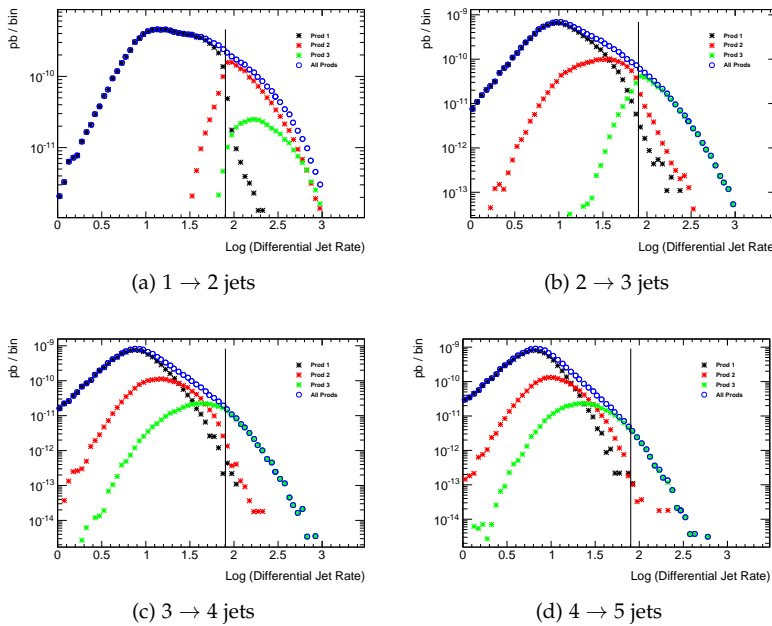 pb / bin
10⁻¹⁰
10⁻¹¹
Prod 1
Prod 2
Prod 3
All Prods
0 0.5 1.0 1.5 2 2.5 3
Log (Differential Jet Rate)
(a) 1 → 2 jets
pb / bin
10⁻⁹
10⁻¹⁰
10⁻¹¹
10⁻¹²
10⁻¹³
Prod 1
Prod 2
Prod 3
All Prods
0 0.5 1.0 1.5 2 2.5 3
Log (Differential Jet Rate)
(b) 2 → 3 jets
pb / bin
10⁻⁹
10⁻¹⁰
10⁻¹¹
10⁻¹²
10⁻¹³
10⁻¹⁴
Prod 1
Prod 2
Prod 3
All Prods
0 0.5 1.0 1.5 2 2.5 3
Log (Differential Jet Rate)
(c) 3 → 4 jets
pb / bin
10⁻⁹
10⁻¹⁰
10⁻¹¹
10⁻¹²
10⁻¹³
10⁻¹⁴
Prod 1
Prod 2
Prod 3
All Prods
0 0.5 1.0 1.5 2 2.5 3
Log (Differential Jet Rate)
(d) 4 → 5 jets